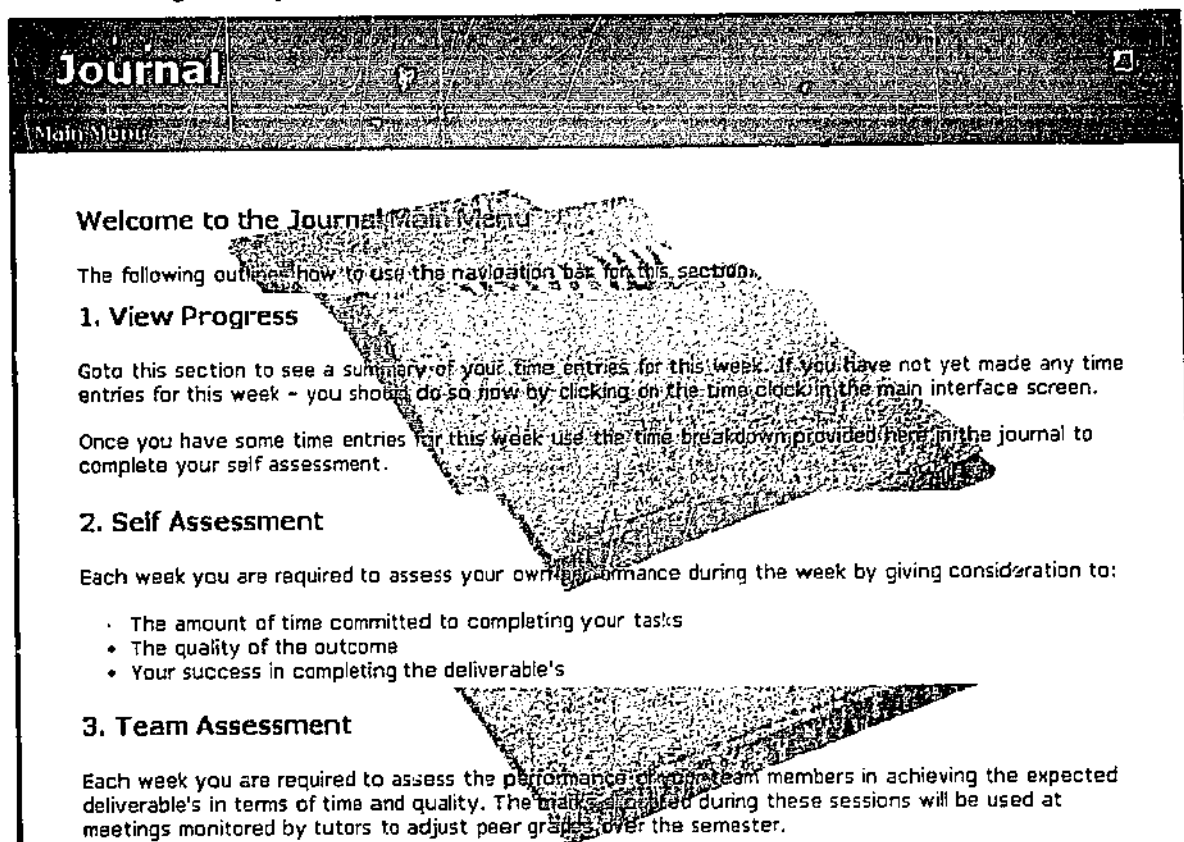 Journal
Main Menu
Welcome to the Journal Main Menu
The following outlines how to use the navigation bar for this section.
1. View Progress
Goto this section to see a summary of your time entries for this week. If you have not yet made any time
entries for this week - you should do so now by clicking on the time clock in the main interface screen.
Once you have some time entries for this week use the time breakdown provided here in the journal to
complete your self assessment.
2. Self Assessment
Each week you are required to assess your own performance during the week by giving consideration to:
· The amount of time committed to completing your tasks
• The quality of the outcome
• Your success in completing the deliverable's
3. Team Assessment
Each week you are required to assess the performance of your team members in achieving the expected
deliverable's in terms of time and quality. The marks allocated during these sessions will be used at
meetings monitored by tutors to adjust peer grades over the semester.